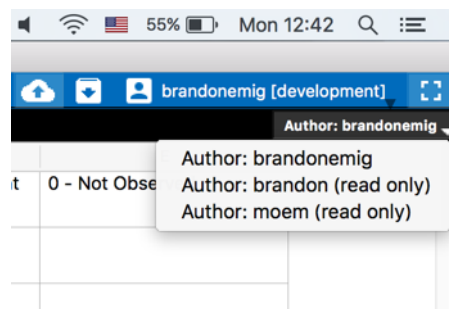 55% Mon 12:42
brandonemig [development]
Author: brandonemig
0 - Not Obse
Author: brandonemig
Author: brandon (read only)
Author: moem (read only)